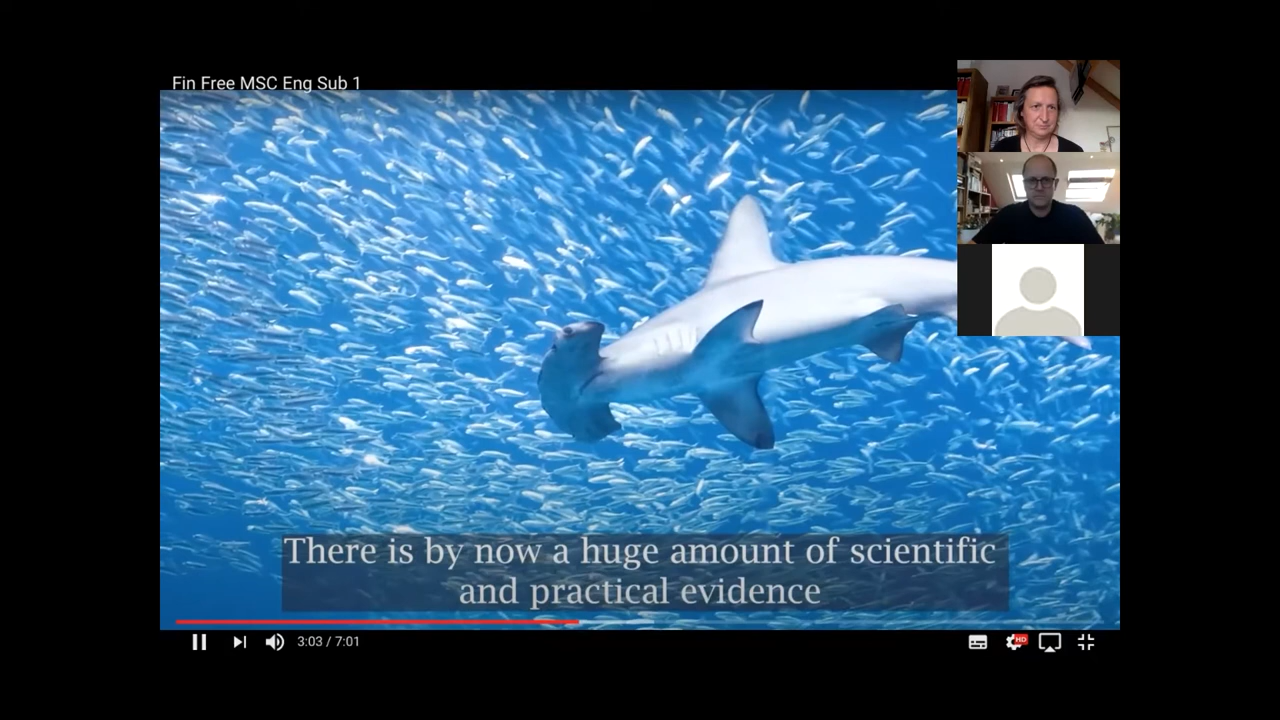 Fin Free MSC Eng Sub 1
There is by now a huge amount of scientific
and practical evidence
3:03 / 7:01
HD